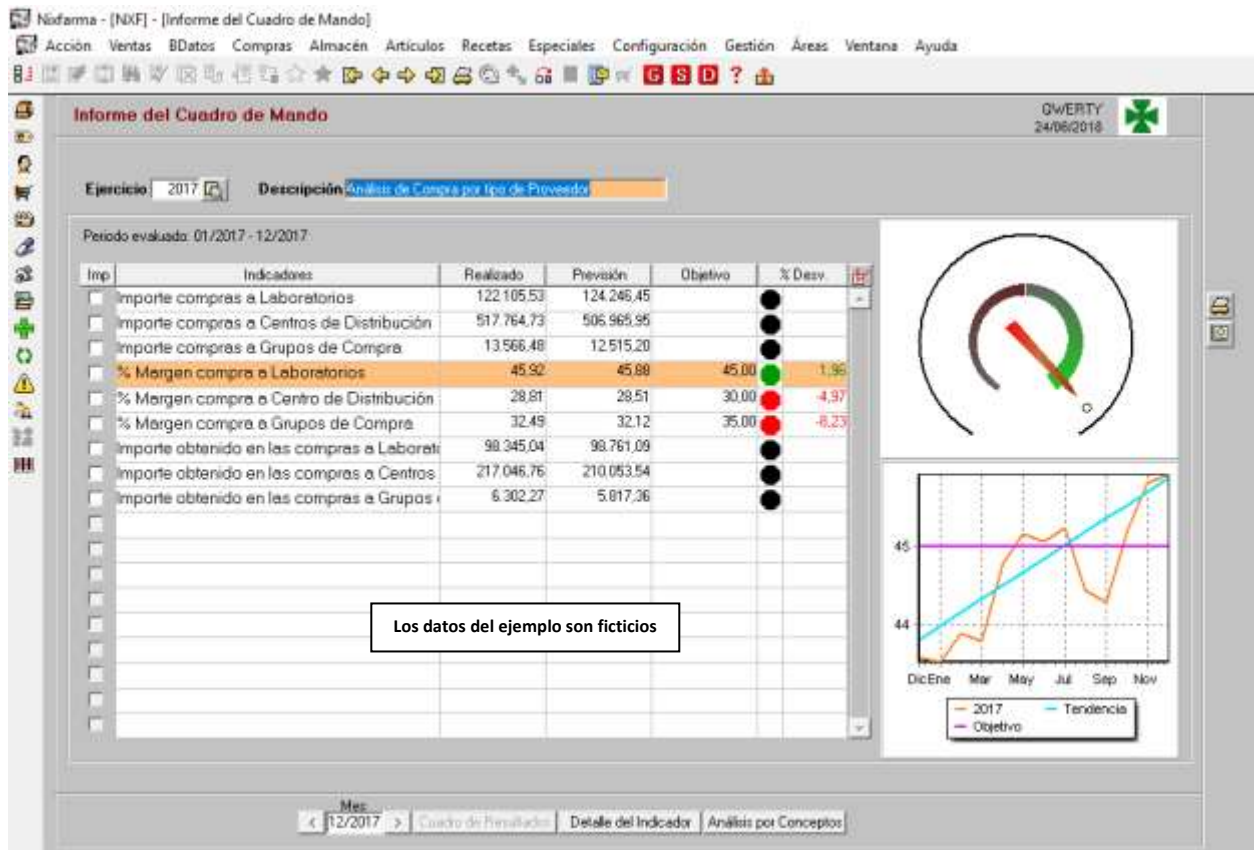 Nixfarma - [NXF] - [Informe del Cuadro de Mando]
Acción Ventas BDatos Compras Almacén Artículos Recetas Especiales Configuración Gestión Áreas Ventana Ayuda
G S D ?
Informe del Cuadro de Mando
QWERTY
24/06/2018
Ejercicio 2017 Descripción Análisis de Compra por tipo de Proveedor
Periodo evaluado: 01/2017 - 12/2017
Imp Indicadores Realizado Previsión Objetivo % Desv.
Importe compras a Laboratorios 122.105,53 124.246,45
Importe compras a Centros de Distribución 517.764,73 506.965,95
Importe compras a Grupos de Compra 13.566,48 12.515,20
% Margen compra a Laboratorios 45,92 45,88 45,00 1,96
% Margen compra a Centro de Distribución 28,81 28,51 30,00 -4,97
% Margen compra a Grupos de Compra 32,49 32,12 35,00 -8,23
Importe obtenido en las compras a Laborat 98.345,04 98.761,09
Importe obtenido en las compras a Centros 217.046,76 210.053,54
Importe obtenido en las compras a Grupos 6.302,27 5.817,36
Los datos del ejemplo son ficticios
45
44
Dic Ene Mar May Jul Sep Nov
2017 Tendencia
Objetivo
Mes
< 12/2017 > Cuadro de Resultados Detalle del Indicador Análisis por Conceptos